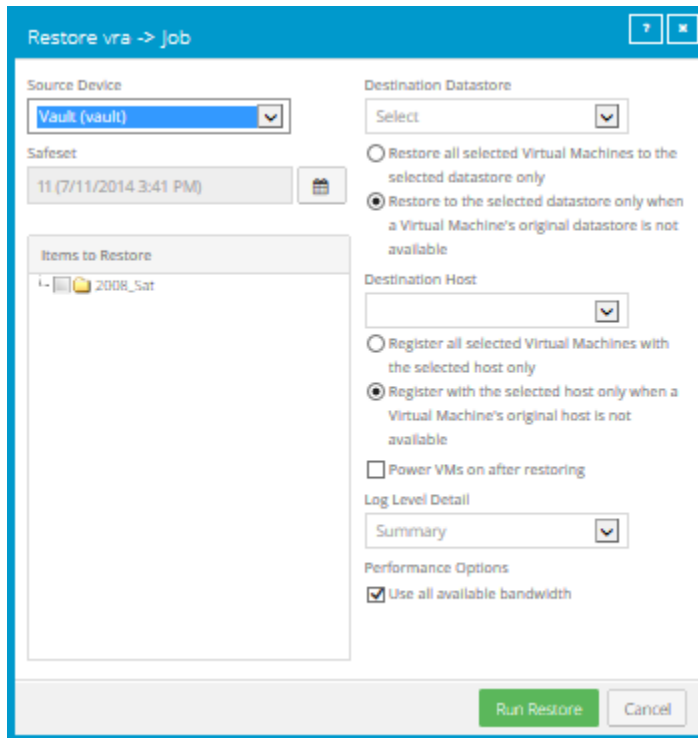 Restore vra -> Job
?
×
Source Device
Vault (vault)
Safeset
11 (7/11/2014 3:41 PM)
Items to Restore
2008_Sat
Destination Datastore
Select
Restore all selected Virtual Machines to the
selected datastore only
Restore to the selected datastore only when
a Virtual Machine's original datastore is not
available
Destination Host
Register all selected Virtual Machines with
the selected host only
Register with the selected host only when a
Virtual Machine's original host is not
available
Power VMs on after restoring
Log Level Detail
Summary
Performance Options
Use all available bandwidth
Run Restore
Cancel